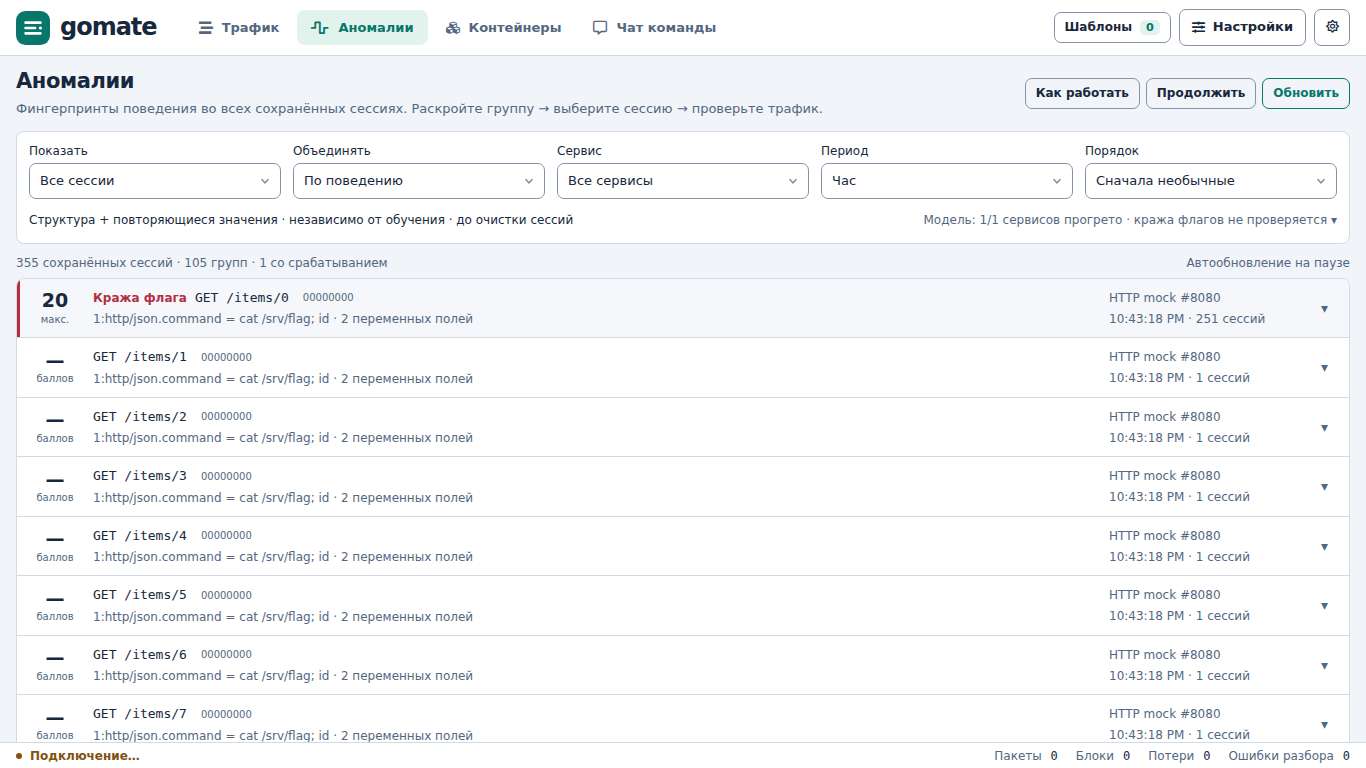 gomate Трафик Аномалии Контейнеры Чат команды Шаблоны 0 Настройки
Аномалии
Фингерпринты поведения во всех сохранённых сессиях. Раскройте группу → выберите сессию → проверьте трафик.
Как работать Продолжить Обновить
Показать Объединять Сервис Период Порядок
Все сессии По поведению Все сервисы Час Сначала необычные
Структура + повторяющиеся значения · независимо от обучения · до очистки сессий Модель: 1/1 сервисов прогрето · кража флагов не проверяется ▾
355 сохранённых сессий · 105 групп · 1 со срабатыванием Автообновление на паузе
20 Кража флага GET /items/0 00000000 HTTP mock #8080
макс. 1:http/json.command = cat /srv/flag; id · 2 переменных полей 10:43:18 PM · 251 сессий ▼
— GET /items/1 00000000 HTTP mock #8080
баллов 1:http/json.command = cat /srv/flag; id · 2 переменных полей 10:43:18 PM · 1 сессий ▼
— GET /items/2 00000000 HTTP mock #8080
баллов 1:http/json.command = cat /srv/flag; id · 2 переменных полей 10:43:18 PM · 1 сессий ▼
— GET /items/3 00000000 HTTP mock #8080
баллов 1:http/json.command = cat /srv/flag; id · 2 переменных полей 10:43:18 PM · 1 сессий ▼
— GET /items/4 00000000 HTTP mock #8080
баллов 1:http/json.command = cat /srv/flag; id · 2 переменных полей 10:43:18 PM · 1 сессий ▼
— GET /items/5 00000000 HTTP mock #8080
баллов 1:http/json.command = cat /srv/flag; id · 2 переменных полей 10:43:18 PM · 1 сессий ▼
— GET /items/6 00000000 HTTP mock #8080
баллов 1:http/json.command = cat /srv/flag; id · 2 переменных полей 10:43:18 PM · 1 сессий ▼
— GET /items/7 00000000 HTTP mock #8080
баллов 1:http/json.command = cat /srv/flag; id · 2 переменных полей 10:43:18 PM · 1 сессий ▼
Подключение… Пакеты 0 Блоки 0 Потери 0 Ошибки разбора 0